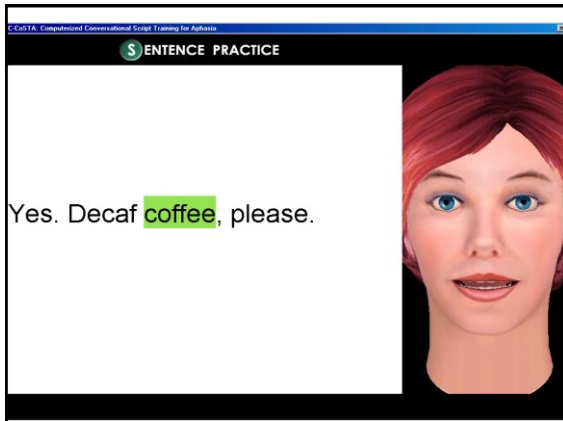 C-CoSTA: Computerized Conversational Script Training for Aphasia
SENTENCE PRACTICE
Yes. Decaf coffee, please.